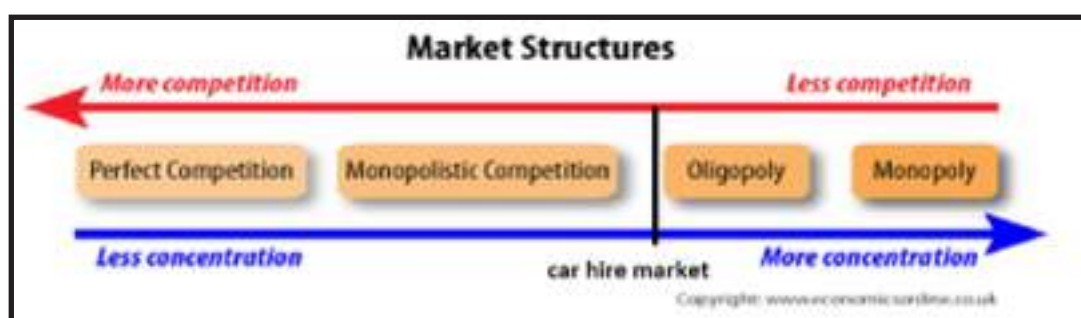 Market Structures
More competition Less competition
Perfect Competition Monopolistic Competition Oligopoly Monopoly
Less concentration More concentration
car hire market
Copyright: www.economicsonline.co.uk